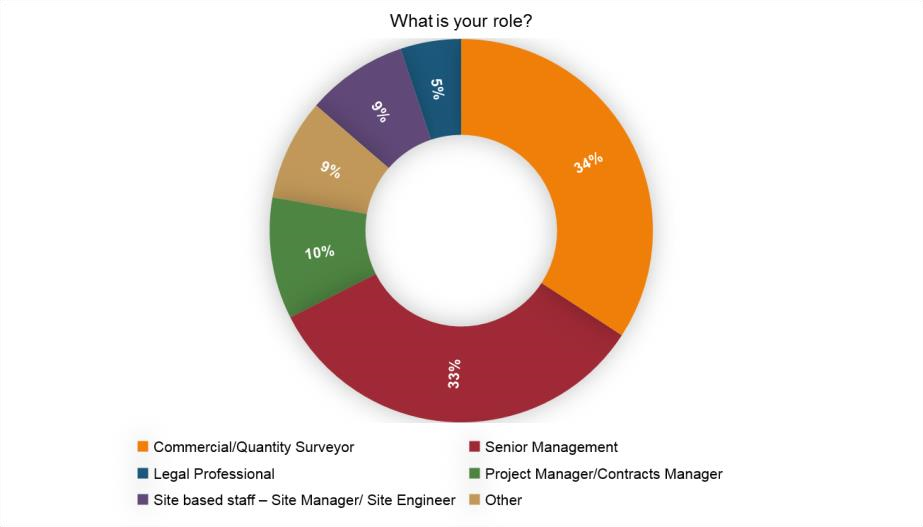 What is your role?
5%
34%
9%
9%
10%
33%
Commercial/Quantity Surveyor
Senior Management
Legal Professional
Project Manager/Contracts Manager
Site based staff – Site Manager/ Site Engineer
Other